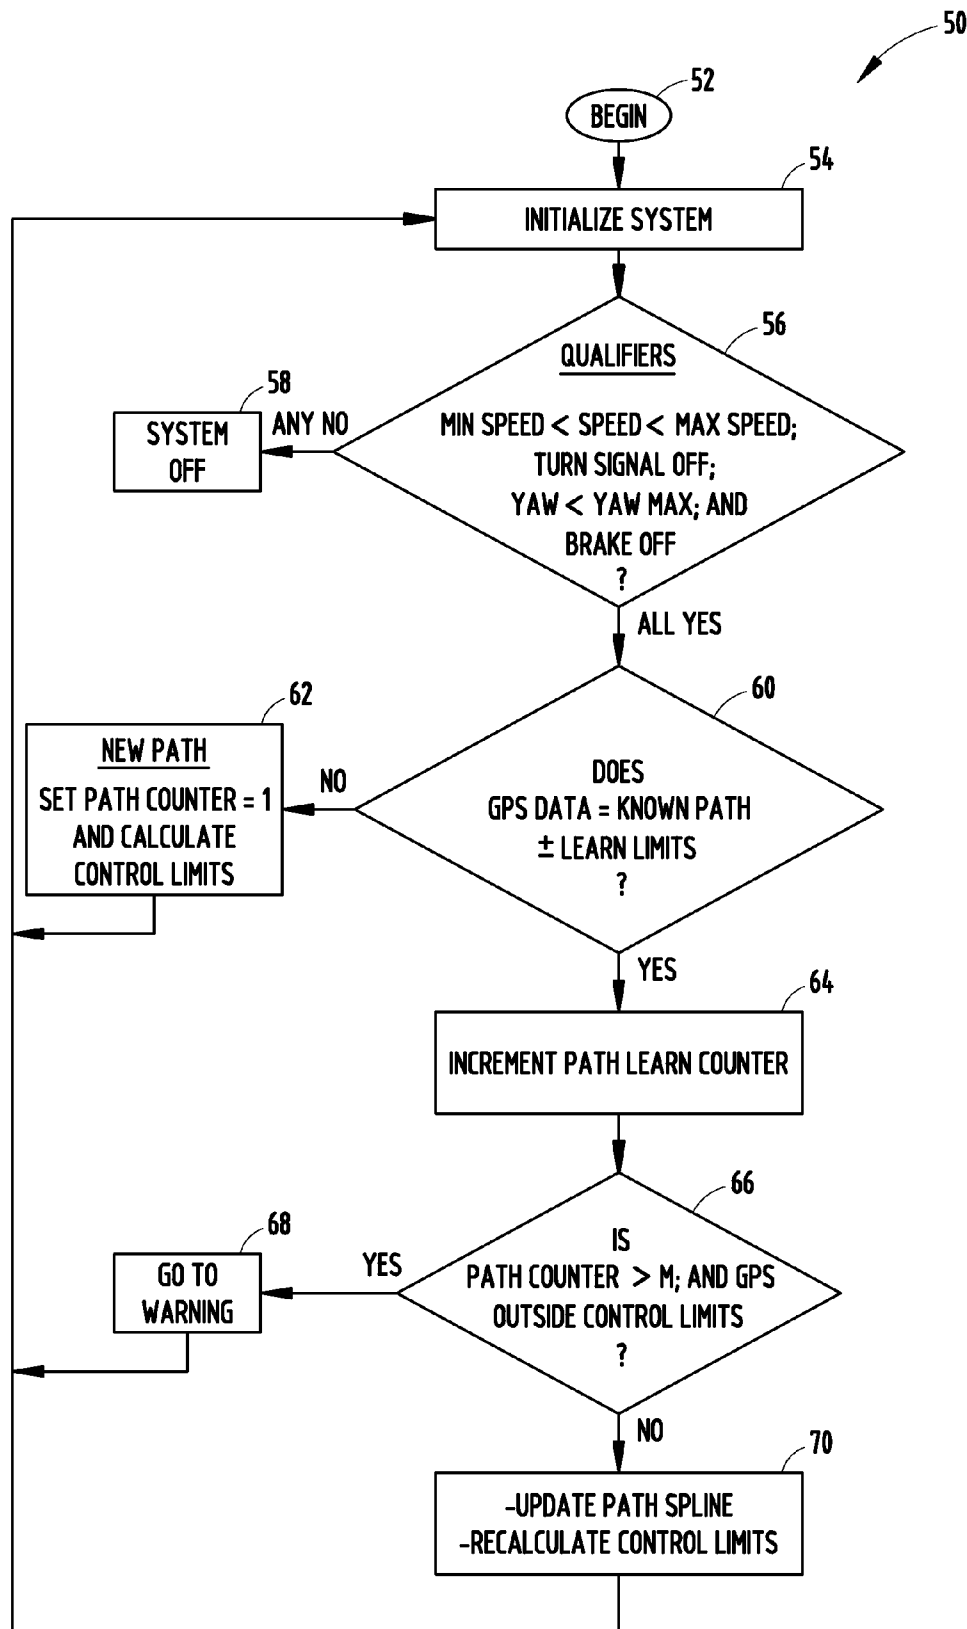 50
52
BEGIN
54
INITIALIZE SYSTEM
56
QUALIFIERS
MIN SPEED < SPEED < MAX SPEED;
TURN SIGNAL OFF;
YAW < YAW MAX; AND
BRAKE OFF
?
58
ANY NO
SYSTEM
OFF
ALL YES
60
DOES
GPS DATA = KNOWN PATH
± LEARN LIMITS
?
62
NO
NEW PATH
SET PATH COUNTER = 1
AND CALCULATE
CONTROL LIMITS
YES
64
INCREMENT PATH LEARN COUNTER
66
IS
PATH COUNTER > M; AND GPS
OUTSIDE CONTROL LIMITS
?
68
YES
GO TO
WARNING
NO
70
-UPDATE PATH SPLINE
-RECALCULATE CONTROL LIMITS